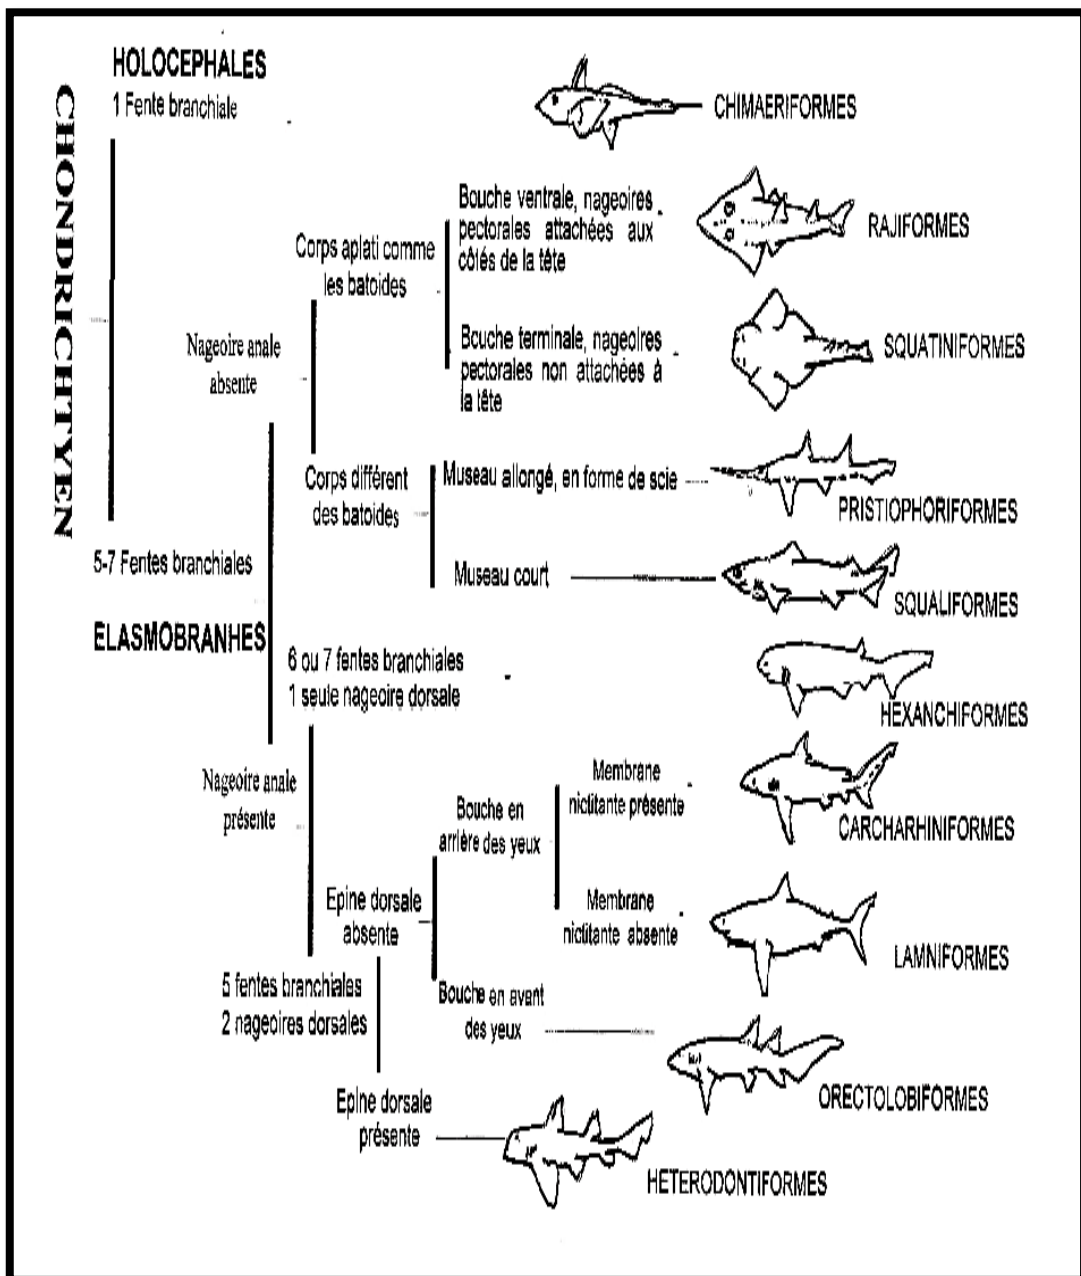 CHONDRICHTYEN
HOLOCEPHALES
1 Fente branchiale
CHIMAERIFORMES
Bouche ventrale, nageoires
pectorales attachées aux
côtés de la tête
RAJIFORMES
Corps aplati comme
les batoides
Bouche terminale, nageoires
pectorales non attachées à
la tête
SQUATINIFORMES
Nageoire anale
absente
Corps différent
des batoides
Museau allongé, en forme de scie
PRISTIOPHORIFORMES
Museau court
SQUALIFORMES
5-7 Fentes branchiales
ELASMOBRANHES
6 ou 7 fentes branchiales
1 seule nageoire dorsale
HEXANCHIFORMES
Nageoire anale
présente
Membrane
nictitante présente
CARCHARHINIFORMES
Bouche en
arrière des yeux
Epine dorsale
absente
Membrane
nictitante absente
LAMNIFORMES
5 fentes branchiales
2 nageoires dorsales
Bouche en avant
des yeux
ORECTOLOBIFORMES
Epine dorsale
présente
HETERODONTIFORMES